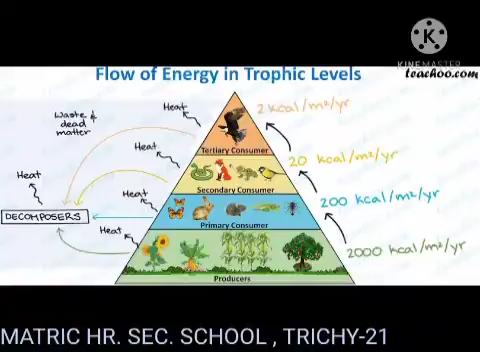 K
KINEMASTER
teachoo.com
Flow of Energy in Trophic Levels
Waste &
dead
matter
Heat
2 kcal/m²/yr
Tertiary Consumer
Heat
20 kcal/m²/yr
Secondary Consumer
Heat
Heat
200 kcal/m²/yr
DECOMPOSERS
Primary Consumer
Heat
2000 kcal/m²/yr
Producers
MATRIC HR. SEC. SCHOOL , TRICHY-21